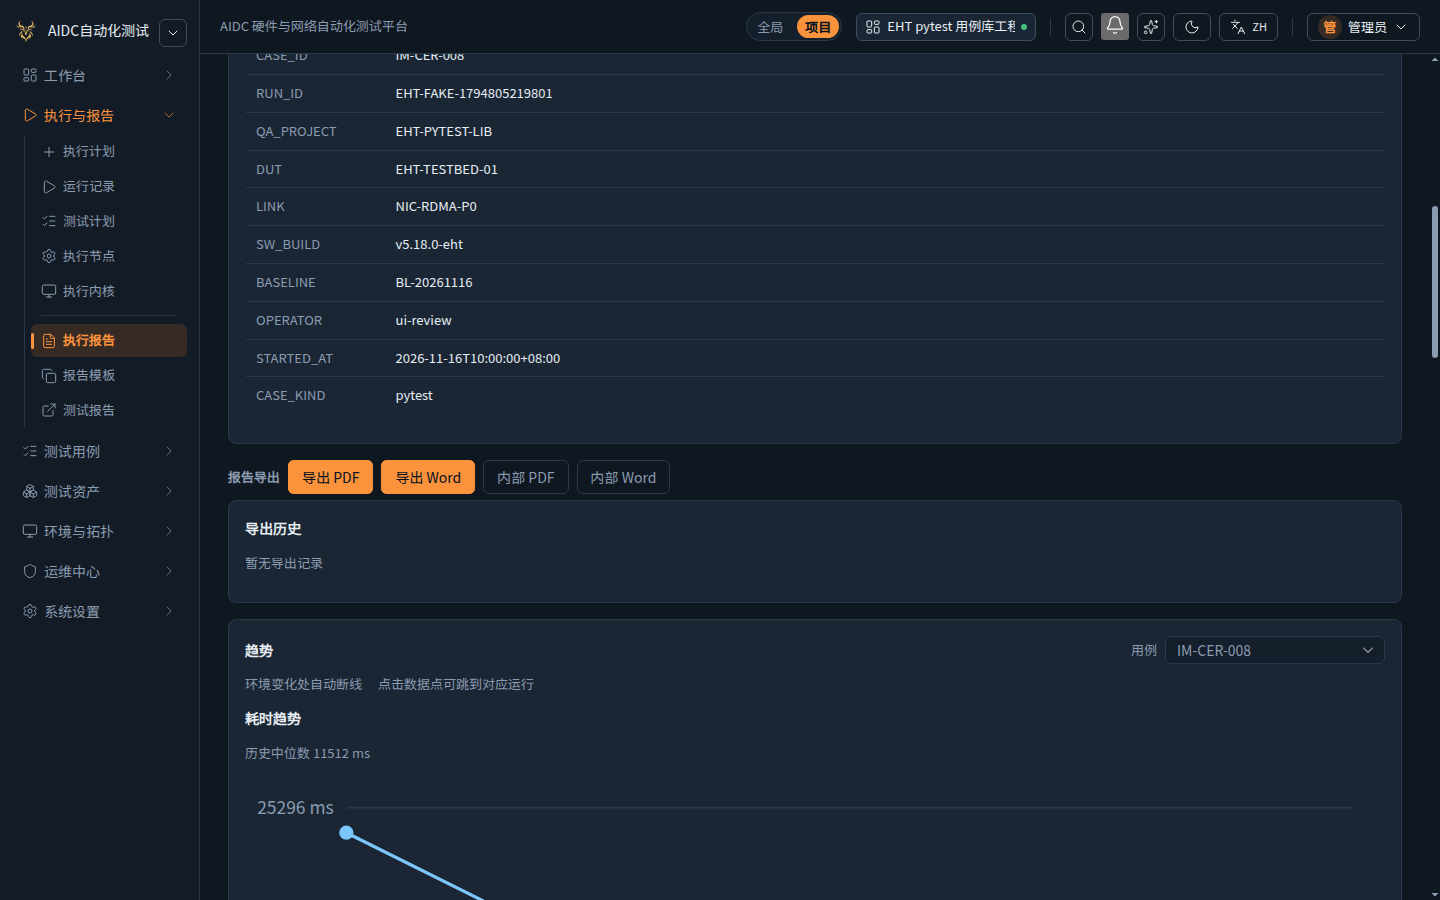 AIDC自动化测试
AIDC 硬件与网络自动化测试平台
全局
项目
EHT pytest 用例库工程
ZH
管
管理员
工作台
执行与报告
执行计划
运行记录
测试计划
执行节点
执行内核
执行报告
报告模板
测试报告
测试用例
测试资产
环境与拓扑
运维中心
系统设置
CASE_ID IM-CER-008
RUN_ID EHT-FAKE-1794805219801
QA_PROJECT EHT-PYTEST-LIB
DUT EHT-TESTBED-01
LINK NIC-RDMA-P0
SW_BUILD v5.18.0-eht
BASELINE BL-20261116
OPERATOR ui-review
STARTED_AT 2026-11-16T10:00:00+08:00
CASE_KIND pytest
报告导出 导出 PDF 导出 Word 内部 PDF 内部 Word
导出历史
暂无导出记录
趋势
用例 IM-CER-008
环境变化处自动断线 点击数据点可跳到对应运行
耗时趋势
历史中位数 11512 ms
25296 ms